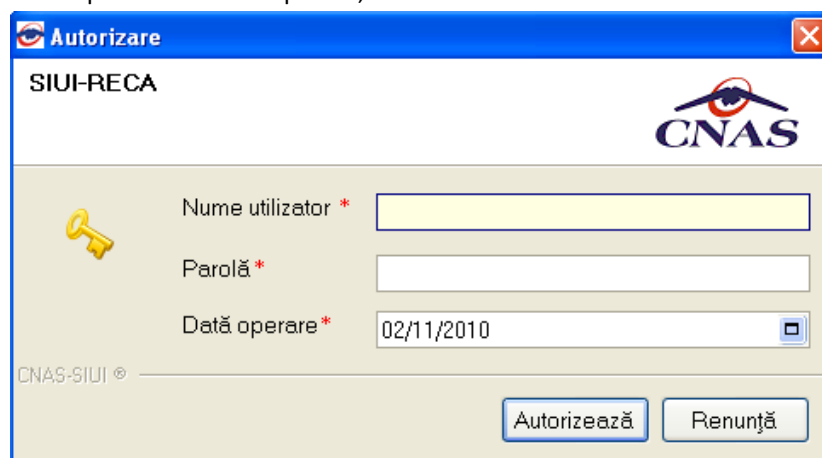 Autorizare
SIUI-RECA
CNAS
Nume utilizator *
Parolă *
Dată operare *
02/11/2010
CNAS-SIUI ®
Autorizează
Renunţă